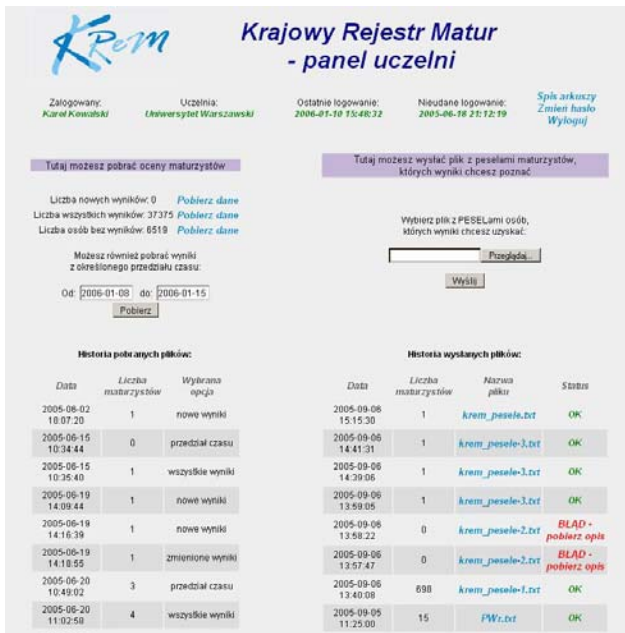 KReM
Krajowy Rejestr Matur
- panel uczelni
Zalogowany: Uczelnia: Ostatnie logowanie: Nieudane logowanie: Spis arkuszy
Karol Kowalski Uniwersytet Warszawski 2006-01-10 15:48:32 2005-06-18 21:12:19 Zmień hasło
Wyloguj
Tutaj możesz pobrać oceny maturzystów
Liczba nowych wyników: 0 Pobierz dane
Liczba wszystkich wyników: 37375 Pobierz dane
Liczba osób bez wyników: 6519 Pobierz dane
Możesz również pobrać wyniki
z określonego przedziału czasu:
Od: 2006-01-08 do: 2006-01-15
Pobierz
Historia pobranych plików:
Data Liczba maturzystów Wybrana opcja
2005-06-02 18:07:20 1 nowe wyniki
2005-06-15 10:34:44 0 przedział czasu
2005-06-15 10:35:40 1 wszystkie wyniki
2005-06-19 14:09:44 1 nowe wyniki
2005-06-19 14:16:39 1 nowe wyniki
2005-06-19 14:18:55 1 zmienione wyniki
2005-06-20 10:49:02 3 przedział czasu
2005-06-20 11:02:58 4 wszystkie wyniki
Tutaj możesz wysłać plik z peselami maturzystów,
których wyniki chcesz poznać
Wybierz plik z PESELami osób,
których wyniki chcesz uzyskać:
Przeglądaj...
Wyślij
Historia wysłanych plików:
Data Liczba maturzystów Nazwa pliku Status
2005-09-06 15:15:30 1 krem_pesele.txt OK
2005-09-06 14:41:31 1 krem_pesele-3.txt OK
2005-09-06 14:39:06 1 krem_pesele-3.txt OK
2005-09-06 13:59:05 1 krem_pesele-3.txt OK
2005-09-06 13:58:22 0 krem_pesele-2.txt BŁĄD - pobierz opis
2005-09-06 13:57:47 0 krem_pesele-2.txt BŁĄD - pobierz opis
2005-09-06 13:40:08 698 krem_pesele-1.txt OK
2005-09-05 11:25:00 15 PWr.txt OK